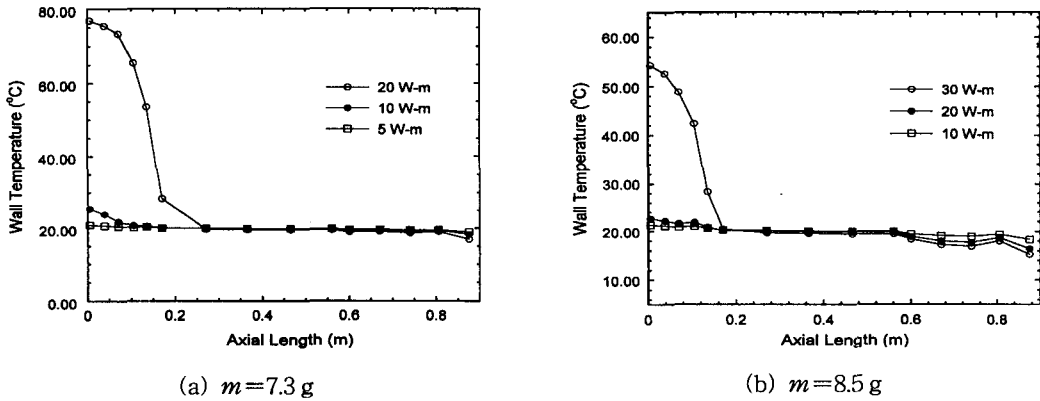 80.00
60.00
40.00
20.00
0.00
Wall Temperature (°C)
20 W-m
10 W-m
5 W-m
0 0.2 0.4 0.6 0.8
Axial Length (m)
(a) m=7.3 g
60.00
50.00
40.00
30.00
20.00
10.00
Wall Temperature (°C)
30 W-m
20 W-m
10 W-m
0 0.2 0.4 0.6 0.8
Axial Length (m)
(b) m=8.5 g